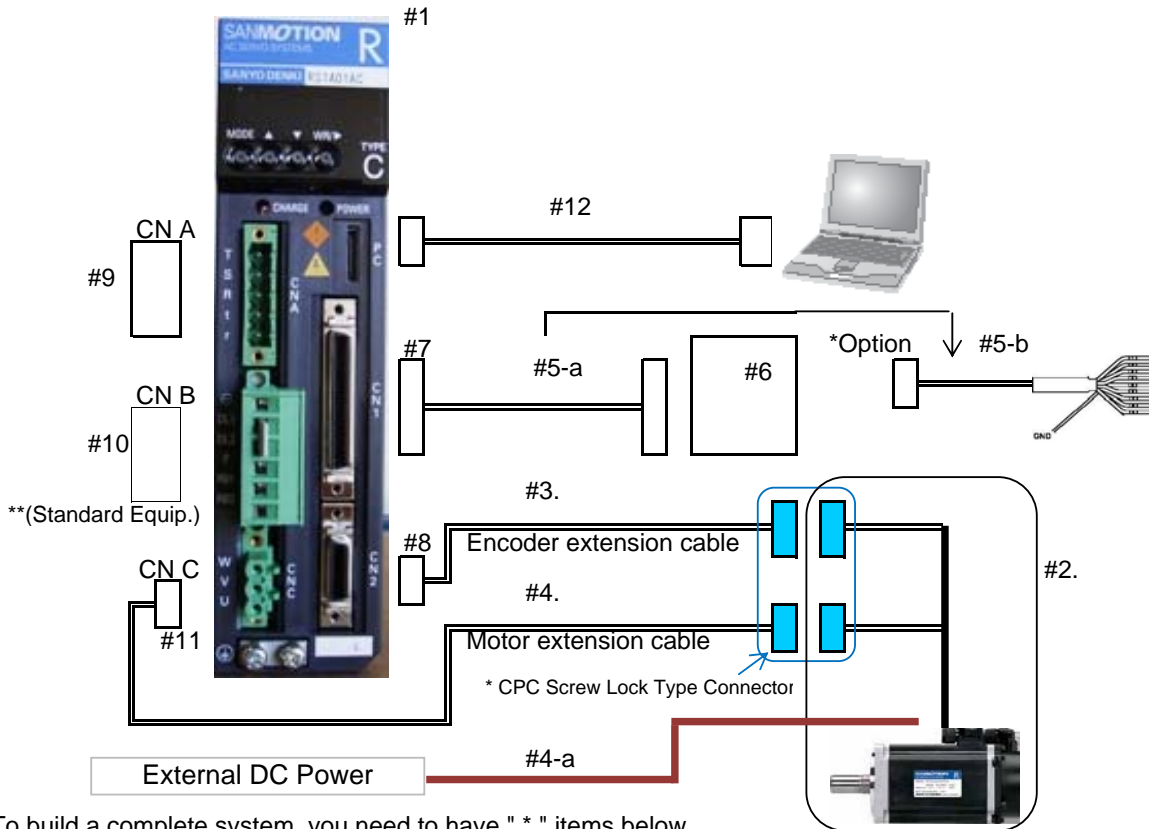 #1
SANMOTION
AC SERVO SYSTEMS
R
SANYO DENKI
RS1A01AC
MODE ▲ ▼ WR/▶
TYPE
C
CHARGE
POWER
#12
CN A
#9
T
S
R
t
r
CNA
PC
*Option
#5-b
#7
#5-a
#6
GND
CN B
#10
**(Standard Equip.)
CN1
#3.
Encoder extension cable
#8
CN2
#2.
CN C
#11
W
V
U
CNC
#4.
Motor extension cable
* CPC Screw Lock Type Connector
#4-a
External DC Power
SANMOTION
R
To build a complete system, you need to have " * " items below